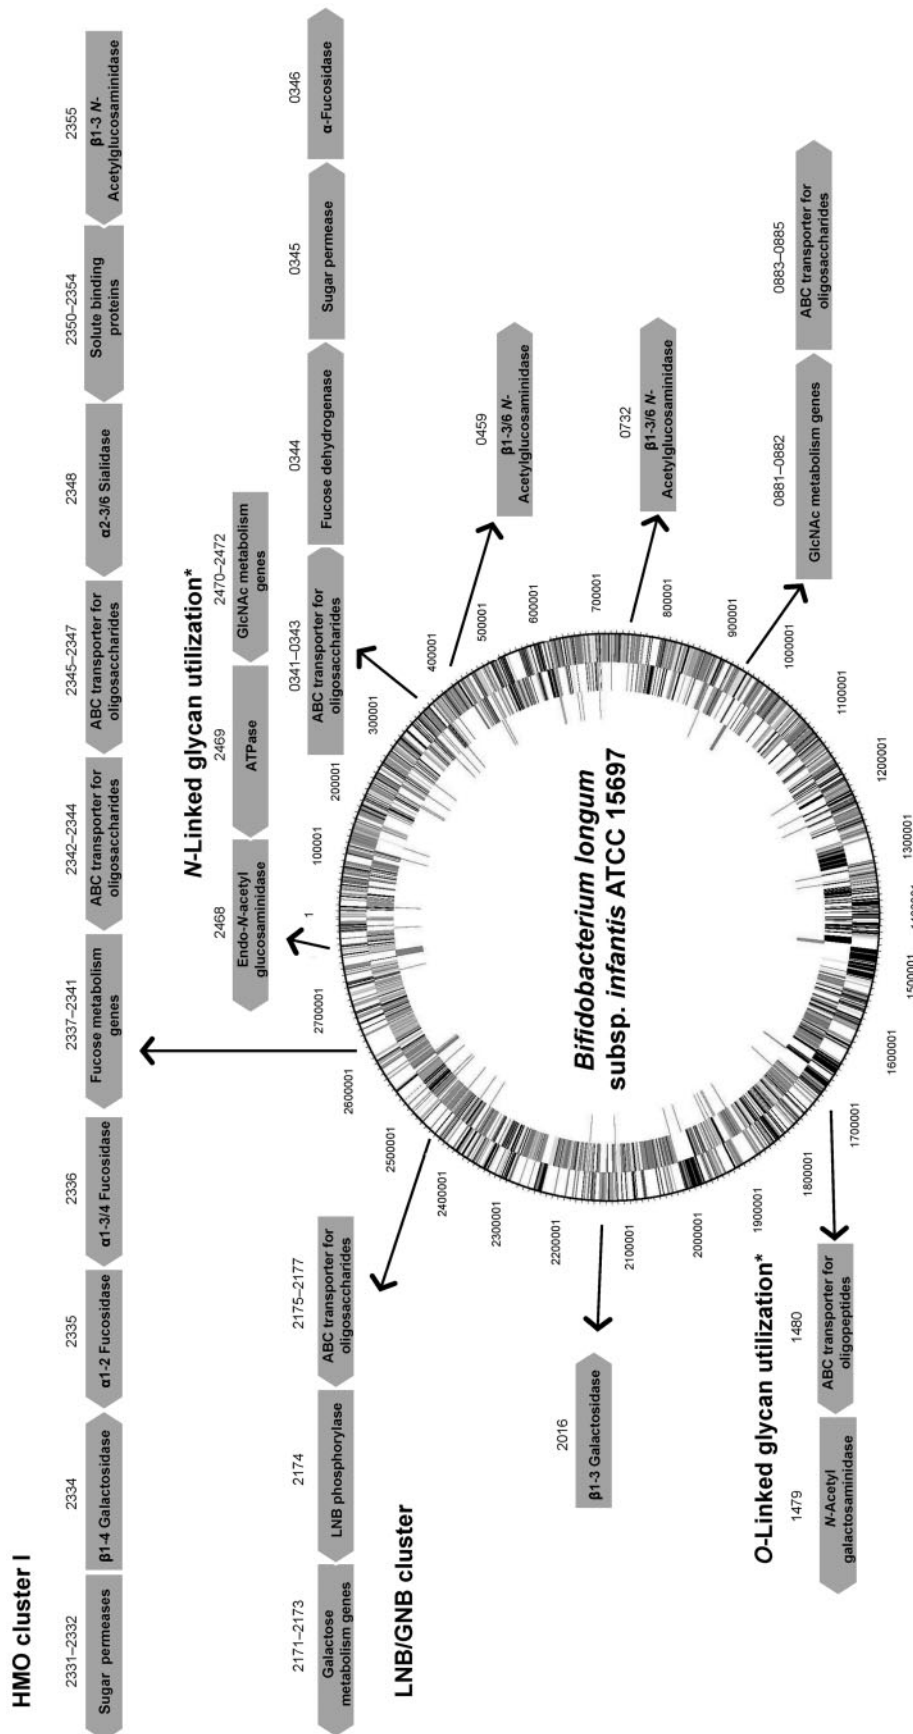 HMO cluster I
2331–2332
Sugar permeases
2334
β1-4 Galactosidase
2335
α1-2 Fucosidase
2336
α1-3/4 Fucosidase
2337–2341
Fucose metabolism
genes
2342–2344
ABC transporter for
oligosaccharides
2345–2347
ABC transporter for
oligosaccharides
2348
α2-3/6 Sialidase
2350–2354
Solute binding
proteins
2355
β1-3 N-
Acetylglucosaminidase
N-Linked glycan utilization*
2468
Endo-N-acetyl
glucosaminidase
2469
ATPase
2470–2472
GlcNAc metabolism
genes
2171–2173
Galactose
metabolism genes
2174
LNB phosphorylase
2175–2177
ABC transporter for
oligosaccharides
LNB/GNB cluster
0341–0343
ABC transporter for
oligosaccharides
0344
Fucose dehydrogenase
0345
Sugar permease
0346
α-Fucosidase
0459
β1-3/6 N-
Acetylglucosaminidase
0732
β1-3/6 N-
Acetylglucosaminidase
0881–0882
GlcNAc metabolism genes
0883–0885
ABC transporter for
oligosaccharides
2016
β1-3 Galactosidase
O-Linked glycan utilization*
1479
N-Acetyl
galactosaminidase
1480
ABC transporter for
oligopeptides
Bifidobacterium longum
subsp. infantis ATCC 15697
1
100001
200001
300001
400001
500001
600001
700001
800001
900001
1000001
1100001
1200001
1300001
1500001
1600001
1700001
1800001
1900001
2000001
2100001
2200001
2300001
2400001
2500001
2600001
2700001